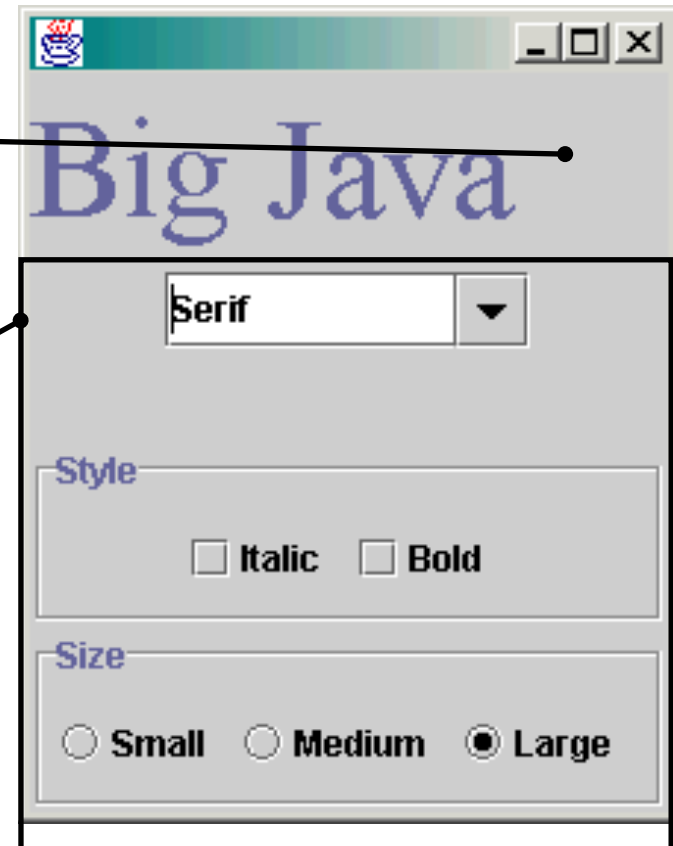 Big Java
Serif
Style
Italic Bold
Size
Small Medium Large